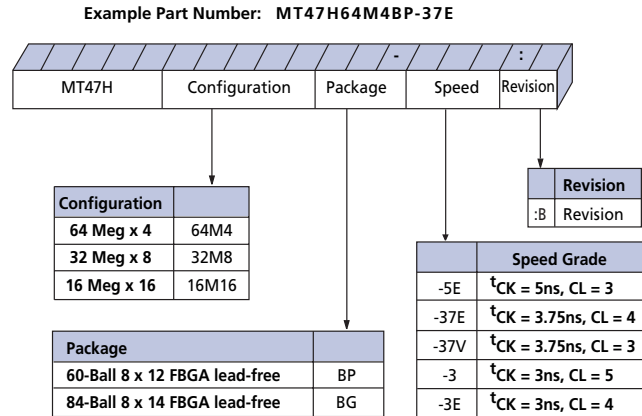 Example Part Number: MT47H64M4BP-37E
- :
MT47H Configuration Package Speed Revision
Configuration
64 Meg x 4 64M4
32 Meg x 8 32M8
16 Meg x 16 16M16
Package
60-Ball 8 x 12 FBGA lead-free BP
84-Ball 8 x 14 FBGA lead-free BG
Revision
:B Revision
Speed Grade
-5E tCK = 5ns, CL = 3
-37E tCK = 3.75ns, CL = 4
-37V tCK = 3.75ns, CL = 3
-3 tCK = 3ns, CL = 5
-3E tCK = 3ns, CL = 4